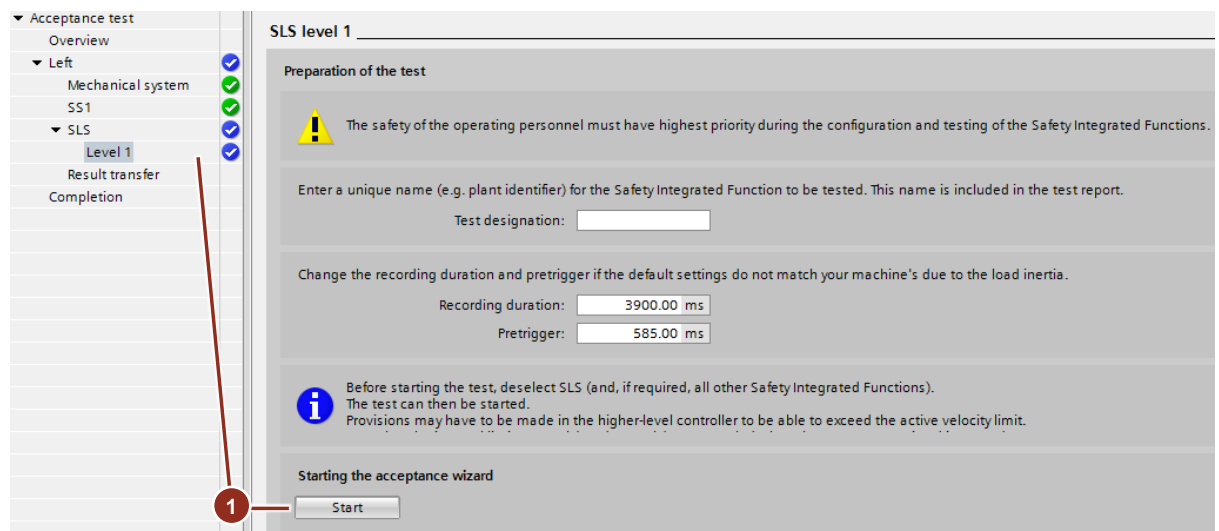 Acceptance test
Overview
Left
Mechanical system
SS1
SLS
Level 1
Result transfer
Completion
SLS level 1
Preparation of the test
The safety of the operating personnel must have highest priority during the configuration and testing of the Safety Integrated Functions.
Enter a unique name (e.g. plant identifier) for the Safety Integrated Function to be tested. This name is included in the test report.
Test designation:
Change the recording duration and pretrigger if the default settings do not match your machine's due to the load inertia.
Recording duration: 3900.00 ms
Pretrigger: 585.00 ms
Before starting the test, deselect SLS (and, if required, all other Safety Integrated Functions).
The test can then be started.
Provisions may have to be made in the higher-level controller to be able to exceed the active velocity limit.
Starting the acceptance wizard
1
Start